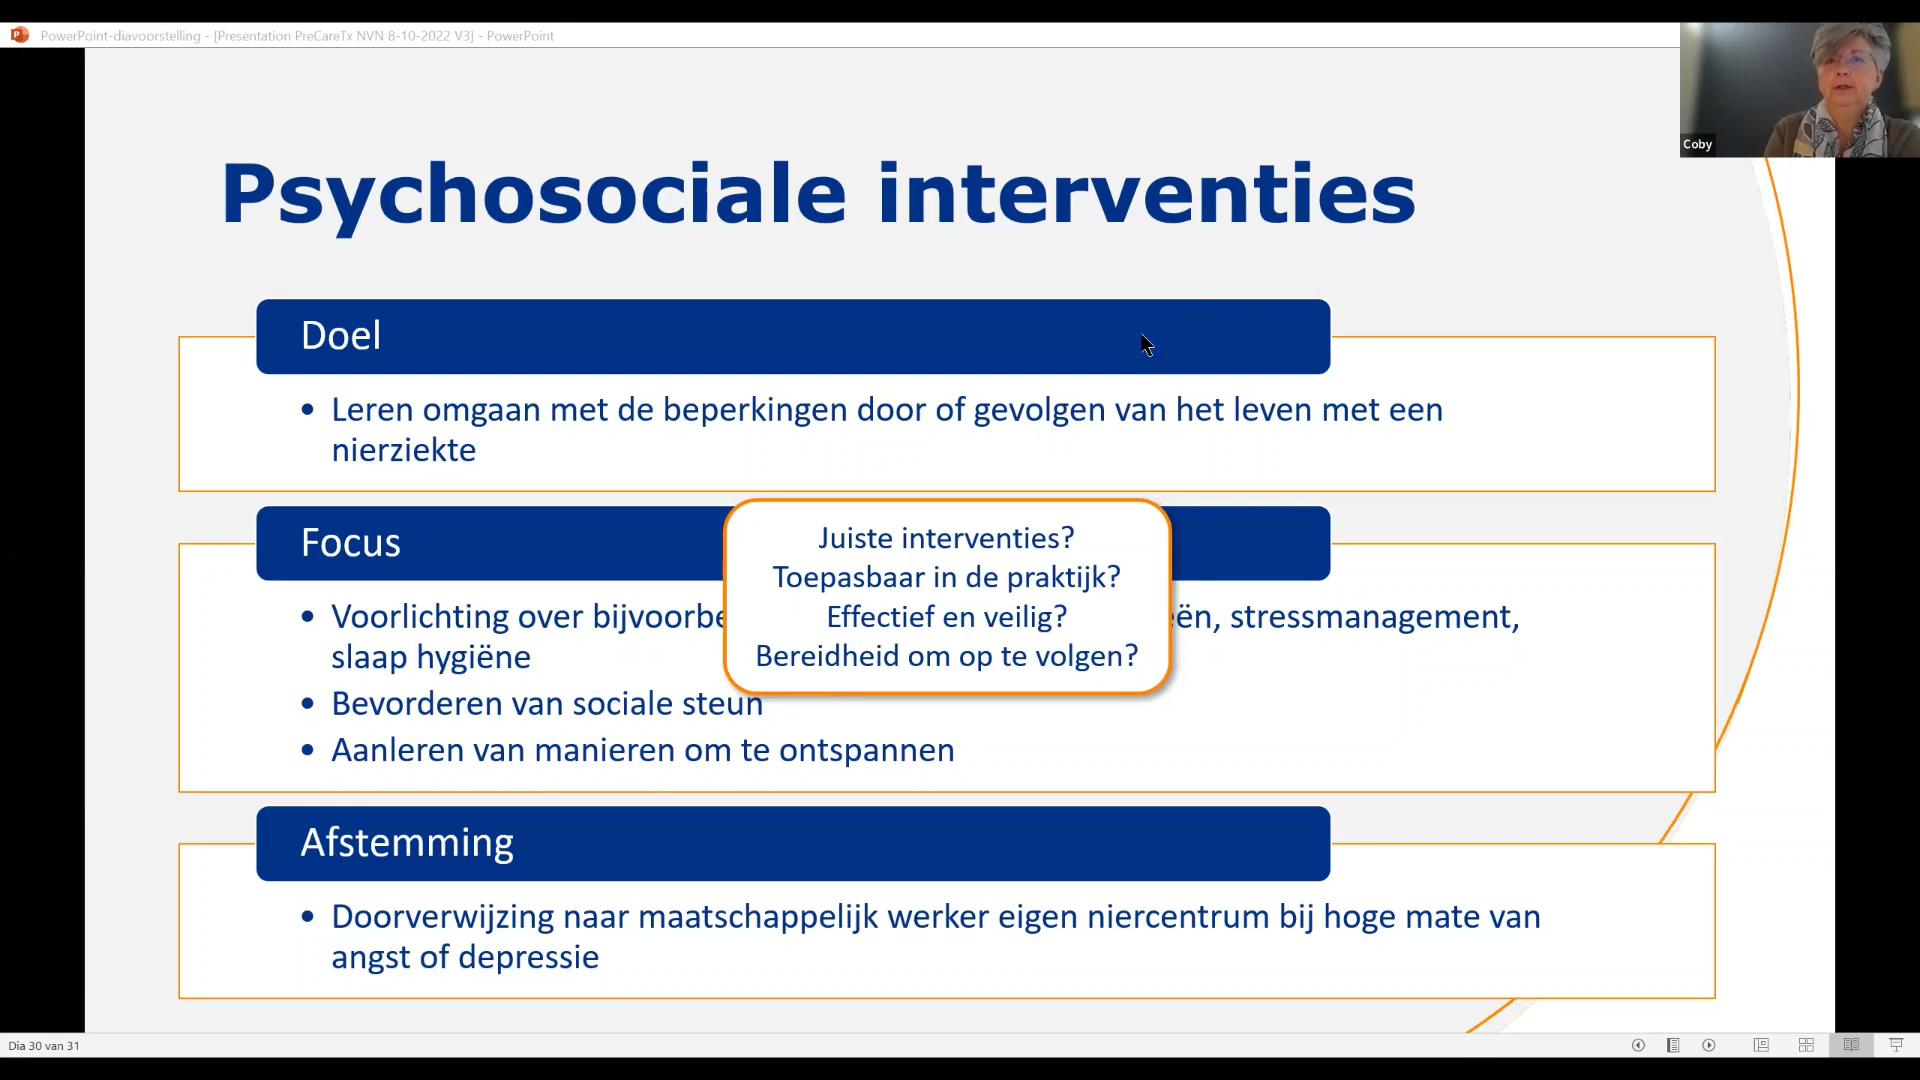 PowerPoint-diavoorstelling - [Presentation PreCareTx NVN 8-10-2022 V3] - PowerPoint
Coby
Psychosociale interventies
Doel
• Leren omgaan met de beperkingen door of gevolgen van het leven met een
nierziekte
Focus
Juiste interventies?
Toepasbaar in de praktijk?
Effectief en veilig?
Bereidheid om op te volgen?
• Voorlichting over stressmanagement,
slaap hygiëne
• Bevorderen van sociale steun
• Aanleren van manieren om te ontspannen
Afstemming
• Doorverwijzing naar maatschappelijk werker eigen niercentrum bij hoge mate van
angst of depressie
Dia 30 van 31